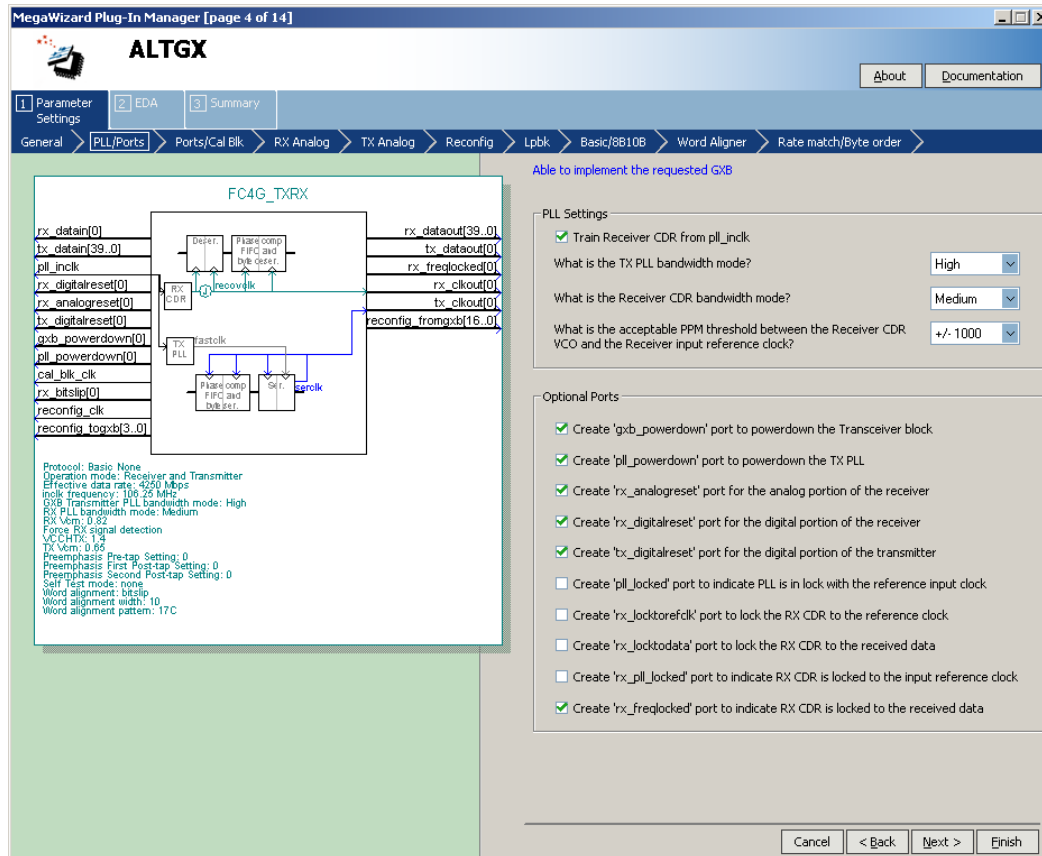 MegaWizard Plug-In Manager [page 4 of 14]
ALTGX
About
Documentation
1 Parameter Settings
2 EDA
3 Summary
General
PLL/Ports
Ports/Cal Blk
RX Analog
TX Analog
Reconfig
Lpbk
Basic/8B10B
Word Aligner
Rate match/Byte order
FC4G_TXRX
rx_datain[0]
tx_datain[39..0]
pll_inclk
rx_digitalreset[0]
rx_analogreset[0]
tx_digitalreset[0]
gxb_powerdown[0]
pll_powerdown[0]
cal_blk_clk
rx_bitslip[0]
reconfig_clk
reconfig_togxb[3..0]
Deser.
Phase comp
FIFO and
byte deser.
RX
CDR
recovclk
TX
PLL
fastclk
Phase comp
FIFO and
byte ser.
Ser.
serclk
rx_dataout[39..0]
tx_dataout[0]
rx_freqlocked[0]
rx_clkout[0]
tx_clkout[0]
reconfig_fromgxb[16..0]
Protocol: Basic None
Operation mode: Receiver and Transmitter
Effective data rate: 4250 Mbps
inclk frequency: 106.25 MHz
GXB Transmitter PLL bandwidth mode: High
RX PLL bandwidth mode: Medium
RX Vcm: 0.82
Force RX signal detection
VCCHTX: 1.4
TX Vcm: 0.65
Preemphasis Pre-tap Setting: 0
Preemphasis First Post-tap Setting: 0
Preemphasis Second Post-tap Setting: 0
Self Test mode: none
Word alignment: bitslip
Word alignment width: 10
Word alignment pattern: 17C
Able to implement the requested GXB
PLL Settings
Train Receiver CDR from pll_inclk
What is the TX PLL bandwidth mode?
High
What is the Receiver CDR bandwidth mode?
Medium
What is the acceptable PPM threshold between the Receiver CDR
VCO and the Receiver input reference clock?
+/- 1000
Optional Ports
Create 'gxb_powerdown' port to powerdown the Transceiver block
Create 'pll_powerdown' port to powerdown the TX PLL
Create 'rx_analogreset' port for the analog portion of the receiver
Create 'rx_digitalreset' port for the digital portion of the receiver
Create 'tx_digitalreset' port for the digital portion of the transmitter
Create 'pll_locked' port to indicate PLL is in lock with the reference input clock
Create 'rx_locktorefclk' port to lock the RX CDR to the reference clock
Create 'rx_locktodata' port to lock the RX CDR to the received data
Create 'rx_pll_locked' port to indicate RX CDR is locked to the input reference clock
Create 'rx_freqlocked' port to indicate RX CDR is locked to the received data
Cancel
< Back
Next >
Finish